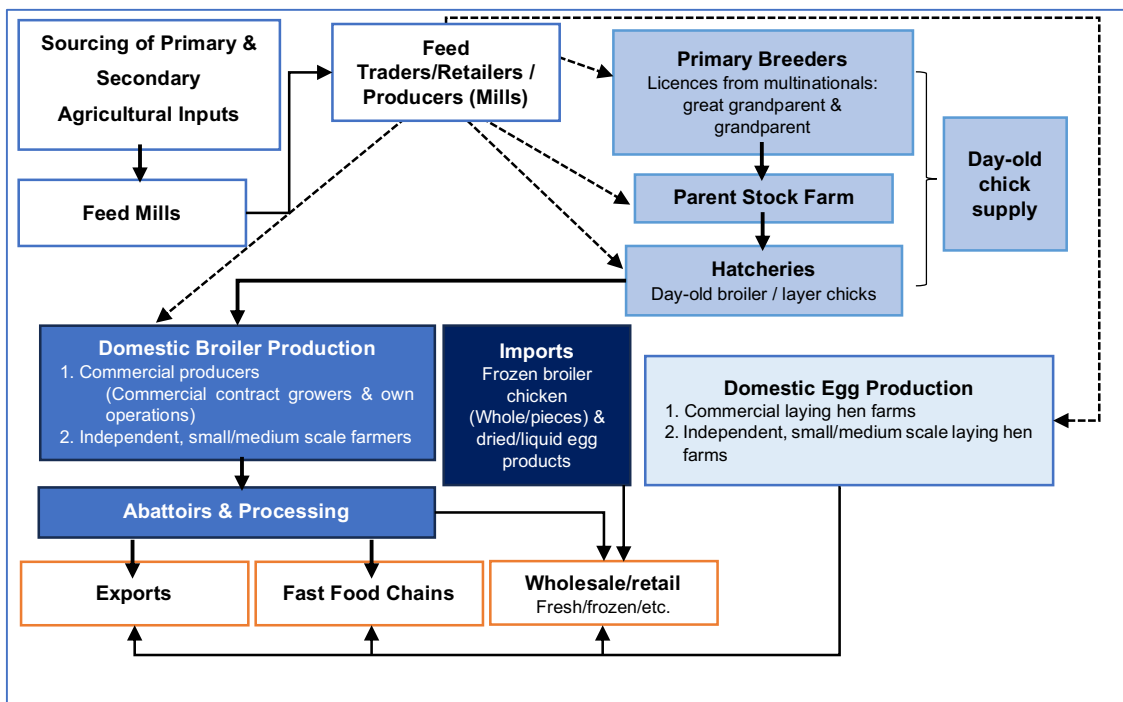 Sourcing of Primary &
Secondary
Agricultural Inputs
Feed Mills
Feed
Traders/Retailers /
Producers (Mills)
Primary Breeders
Licences from multinationals:
great grandparent &
grandparent
Parent Stock Farm
Hatcheries
Day-old broiler / layer chicks
Day-old
chick
supply
Domestic Broiler Production
1. Commercial producers
(Commercial contract growers & own
operations)
2. Independent, small/medium scale farmers
Imports
Frozen broiler
chicken
(Whole/pieces) &
dried/liquid egg
products
Domestic Egg Production
1. Commercial laying hen farms
2. Independent, small/medium scale laying hen
farms
Abattoirs & Processing
Exports
Fast Food Chains
Wholesale/retail
Fresh/frozen/etc.